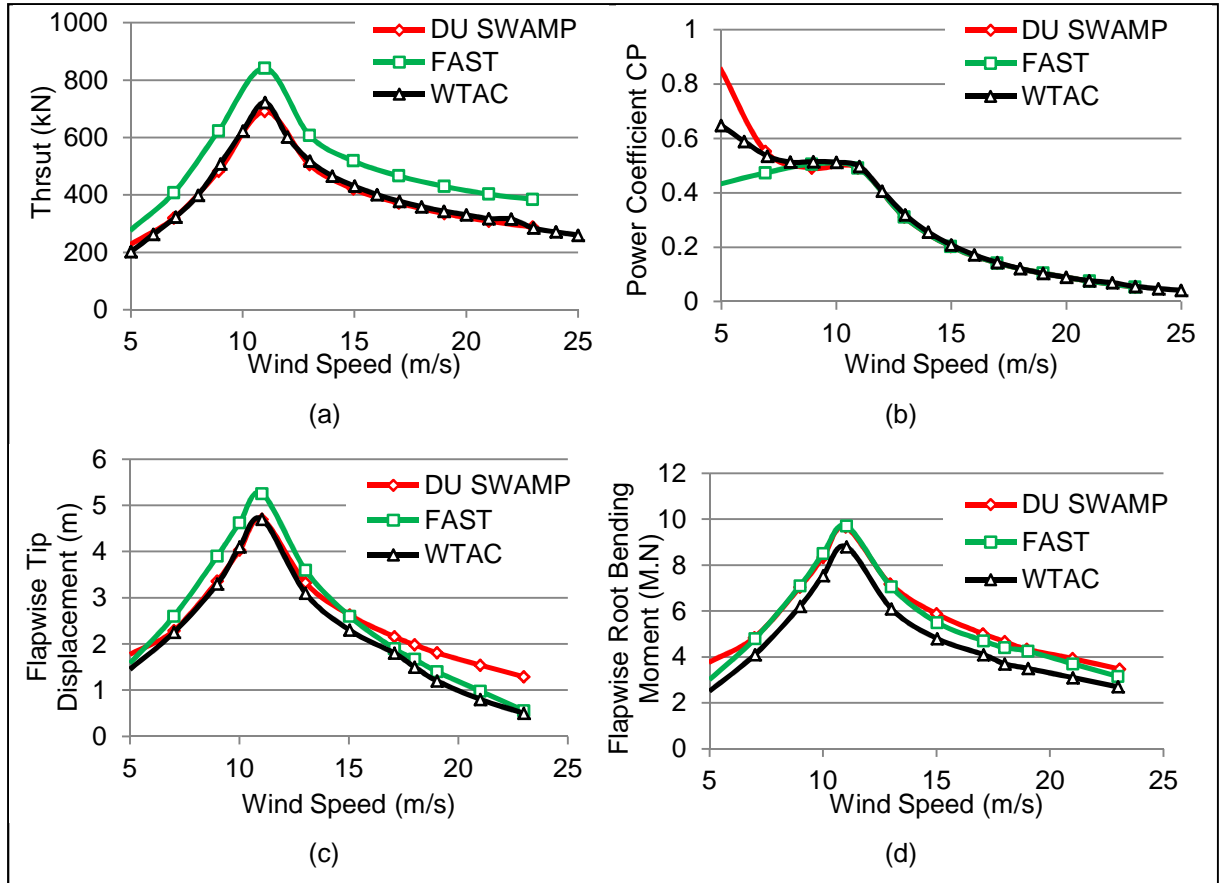 1000
800
600
400
200
0
Thrsut (kN)
DU SWAMP
FAST
WTAC
5 10 15 20 25
Wind Speed (m/s)
(a)
1
0.8
0.6
0.4
0.2
0
Power Coefficient CP
DU SWAMP
FAST
WTAC
5 10 15 20 25
Wind Speed (m/s)
(b)
6
5
4
3
2
1
0
Flapwise Tip
Displacement (m)
DU SWAMP
FAST
WTAC
5 10 15 20 25
Wind Speed (m/s)
(c)
12
10
8
6
4
2
0
Flapwise Root Bending
Moment (M.N)
DU SWAMP
FAST
WTAC
5 10 15 20 25
Wind Speed (m/s)
(d)